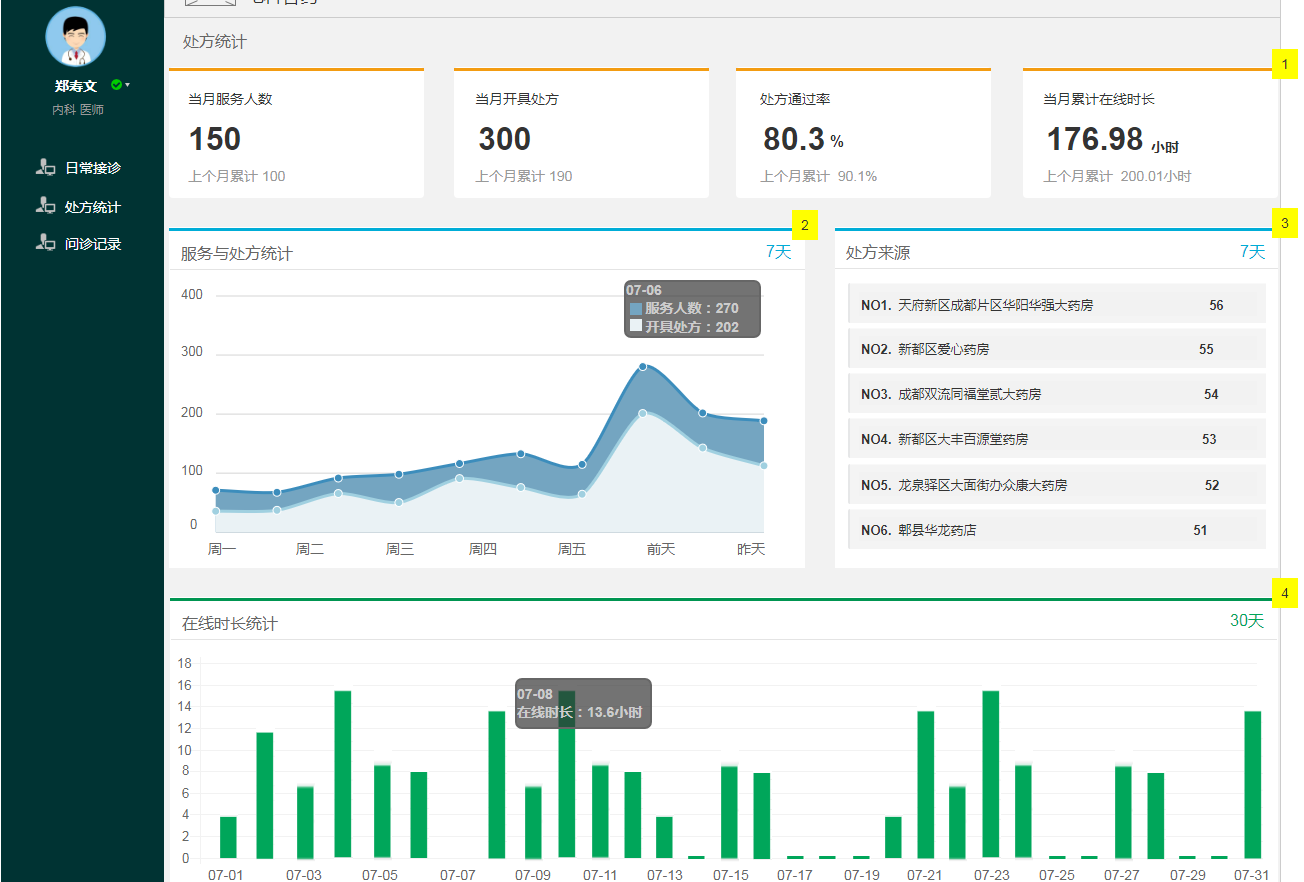 处方统计
郑寿文
内科 医师
日常接诊
处方统计
问诊记录
1
当月服务人数
150
上个月累计 100
当月开具处方
300
上个月累计 190
处方通过率
80.3 %
上个月累计 90.1%
当月累计在线时长
176.98 小时
上个月累计 200.01小时
2
服务与处方统计 7天
400
300
200
100
0
07-06
服务人数：270
开具处方：202
周一 周二 周三 周四 周五 前天 昨天
3
处方来源 7天
NO1. 天府新区成都片区华阳华强大药房 56
NO2. 新都区爱心药房 55
NO3. 成都双流同福堂贰大药房 54
NO4. 新都区大丰百源堂药房 53
NO5. 龙泉驿区大面街办众康大药房 52
NO6. 郫县华龙药店 51
4
在线时长统计 30天
18
16
14
12
10
8
6
4
2
0
07-08
在线时长：13.6小时
07-01 07-03 07-05 07-07 07-09 07-11 07-13 07-15 07-17 07-19 07-21 07-23 07-25 07-27 07-29 07-31